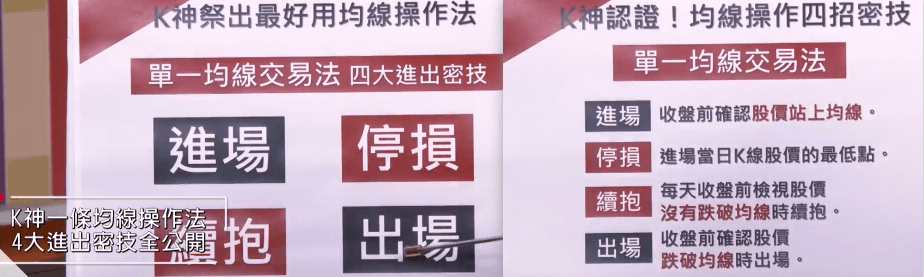 K神祭出最好用均線操作法
單一均線交易法 四大進出密技
進場
停損
續抱
出場
K神一條均線操作法
4大進出密技全公開
K神認證！均線操作四招密技
單一均線交易法
進場 收盤前確認股價站上均線。
停損 進場當日K線股價的最低點。
續抱 每天收盤前檢視股價
沒有跌破均線時續抱。
出場 收盤前確認股價
跌破均線時出場。